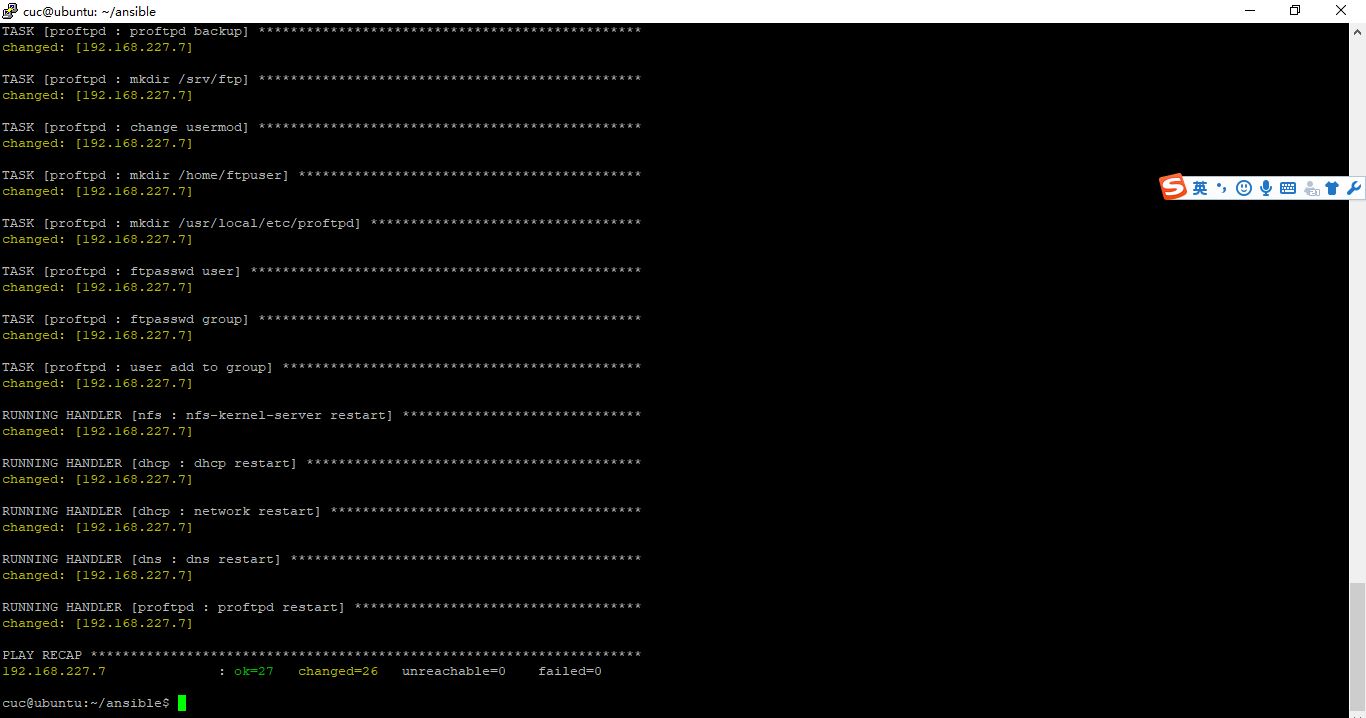 cuc@ubuntu: ~/ansible
TASK [proftpd : proftpd backup] ************************************************
changed: [192.168.227.7]
TASK [proftpd : mkdir /srv/ftp] ************************************************
changed: [192.168.227.7]
TASK [proftpd : change usermod] ************************************************
changed: [192.168.227.7]
TASK [proftpd : mkdir /home/ftpuser] *******************************************
changed: [192.168.227.7]
TASK [proftpd : mkdir /usr/local/etc/proftpd] **********************************
changed: [192.168.227.7]
TASK [proftpd : ftpasswd user] *************************************************
changed: [192.168.227.7]
TASK [proftpd : ftpasswd group] ************************************************
changed: [192.168.227.7]
TASK [proftpd : user add to group] *********************************************
changed: [192.168.227.7]
RUNNING HANDLER [nfs : nfs-kernel-server restart] ******************************
changed: [192.168.227.7]
RUNNING HANDLER [dhcp : dhcp restart] ******************************************
changed: [192.168.227.7]
RUNNING HANDLER [dhcp : network restart] ***************************************
changed: [192.168.227.7]
RUNNING HANDLER [dns : dns restart] ********************************************
changed: [192.168.227.7]
RUNNING HANDLER [proftpd : proftpd restart] ************************************
changed: [192.168.227.7]
PLAY RECAP *********************************************************************
192.168.227.7 : ok=27 changed=26 unreachable=0 failed=0
cuc@ubuntu:~/ansible$
S 英